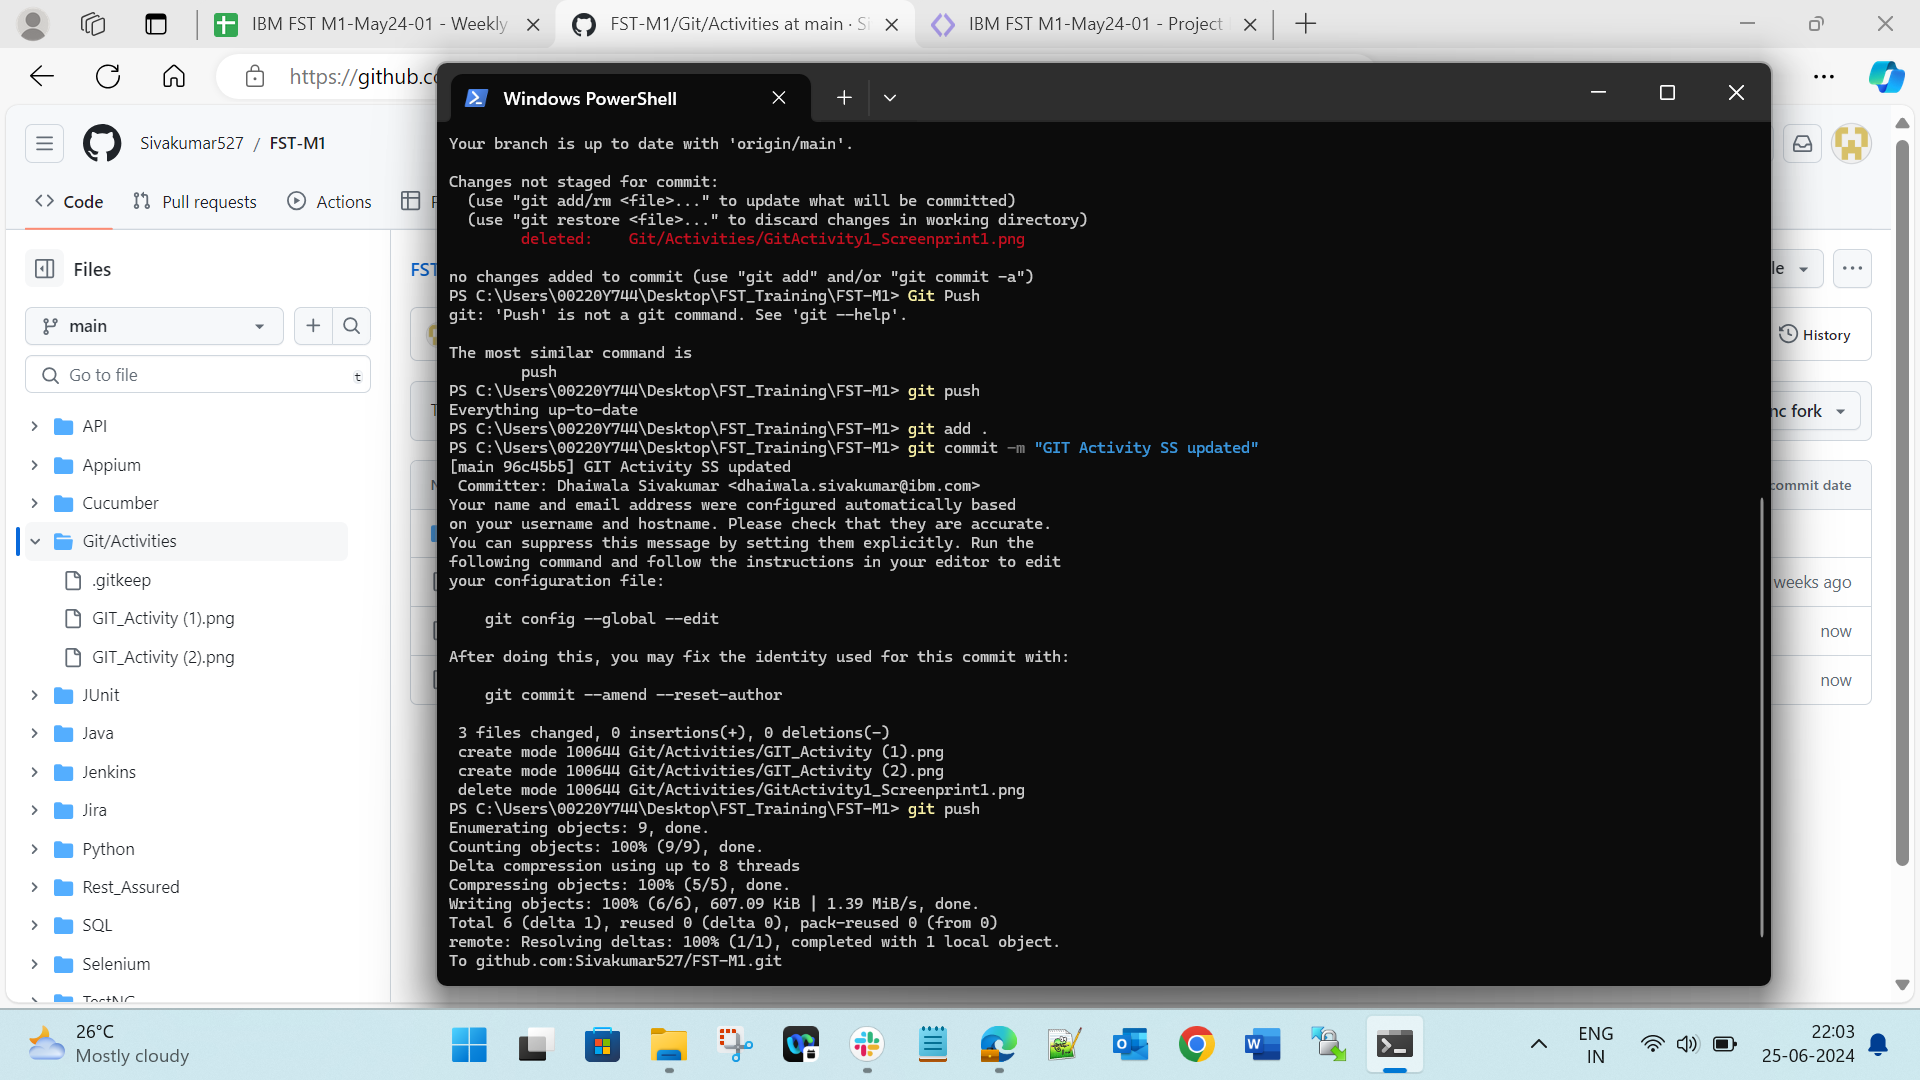 IBM FST M1-May24-01 - Weekly
FST-M1/Git/Activities at main · Si
IBM FST M1-May24-01 - Project
https://github.co
Windows PowerShell
Sivakumar527 / FST-M1
Code
Pull requests
Actions
Files
main
Go to file
t
API
Appium
Cucumber
Git/Activities
.gitkeep
GIT_Activity (1).png
GIT_Activity (2).png
JUnit
Java
Jenkins
Jira
Python
Rest_Assured
SQL
Selenium
TestNG
FST
Your branch is up to date with 'origin/main'.
Changes not staged for commit:
(use "git add/rm <file>..." to update what will be committed)
(use "git restore <file>..." to discard changes in working directory)
deleted:    Git/Activities/GitActivity1_Screenprint1.png
no changes added to commit (use "git add" and/or "git commit -a")
PS C:\Users\00220Y744\Desktop\FST_Training\FST-M1> Git Push
git: 'Push' is not a git command. See 'git --help'.
The most similar command is
push
PS C:\Users\00220Y744\Desktop\FST_Training\FST-M1> git push
Everything up-to-date
PS C:\Users\00220Y744\Desktop\FST_Training\FST-M1> git add .
PS C:\Users\00220Y744\Desktop\FST_Training\FST-M1> git commit -m "GIT Activity SS updated"
[main 96c45b5] GIT Activity SS updated
Committer: Dhaiwala Sivakumar <dhaiwala.sivakumar@ibm.com>
Your name and email address were configured automatically based
on your username and hostname. Please check that they are accurate.
You can suppress this message by setting them explicitly. Run the
following command and follow the instructions in your editor to edit
your configuration file:
git config --global --edit
After doing this, you may fix the identity used for this commit with:
git commit --amend --reset-author
3 files changed, 0 insertions(+), 0 deletions(-)
create mode 100644 Git/Activities/GIT_Activity (1).png
create mode 100644 Git/Activities/GIT_Activity (2).png
delete mode 100644 Git/Activities/GitActivity1_Screenprint1.png
PS C:\Users\00220Y744\Desktop\FST_Training\FST-M1> git push
Enumerating objects: 9, done.
Counting objects: 100% (9/9), done.
Delta compression using up to 8 threads
Compressing objects: 100% (5/5), done.
Writing objects: 100% (6/6), 607.09 KiB | 1.39 MiB/s, done.
Total 6 (delta 1), reused 0 (delta 0), pack-reused 0 (from 0)
remote: Resolving deltas: 100% (1/1), completed with 1 local object.
To github.com:Sivakumar527/FST-M1.git
le
History
nc fork
commit date
weeks ago
now
now
26°C
Mostly cloudy
ENG
IN
22:03
25-06-2024